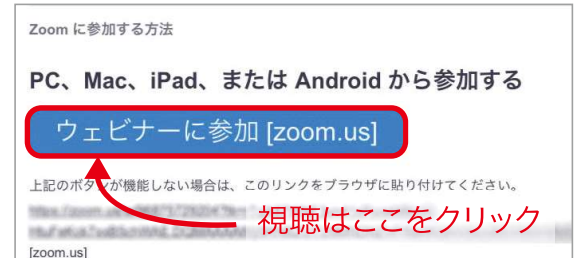 Zoom に参加する方法
PC、Mac、iPad、または Android から参加する
ウェビナーに参加 [zoom.us]
上記のボタンが機能しない場合は、このリンクをブラウザに貼り付けてください。
視聴はここをクリック
[zoom.us]